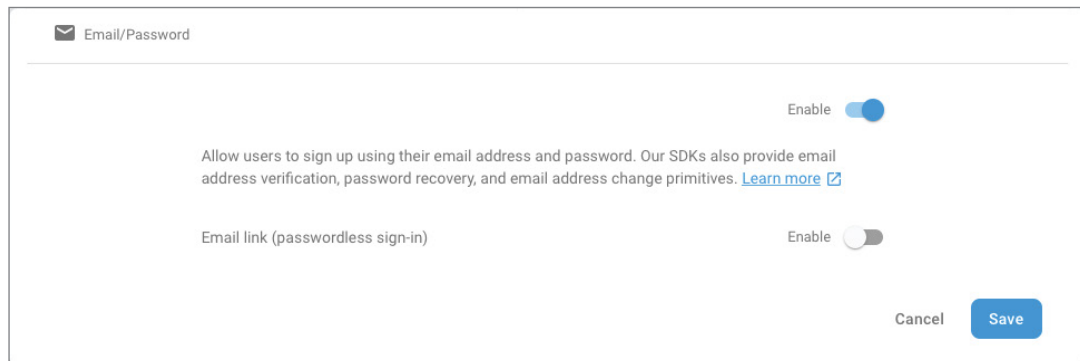 Email/Password
Enable
Allow users to sign up using their email address and password. Our SDKs also provide email
address verification, password recovery, and email address change primitives. Learn more
Email link (passwordless sign-in) Enable
Cancel Save